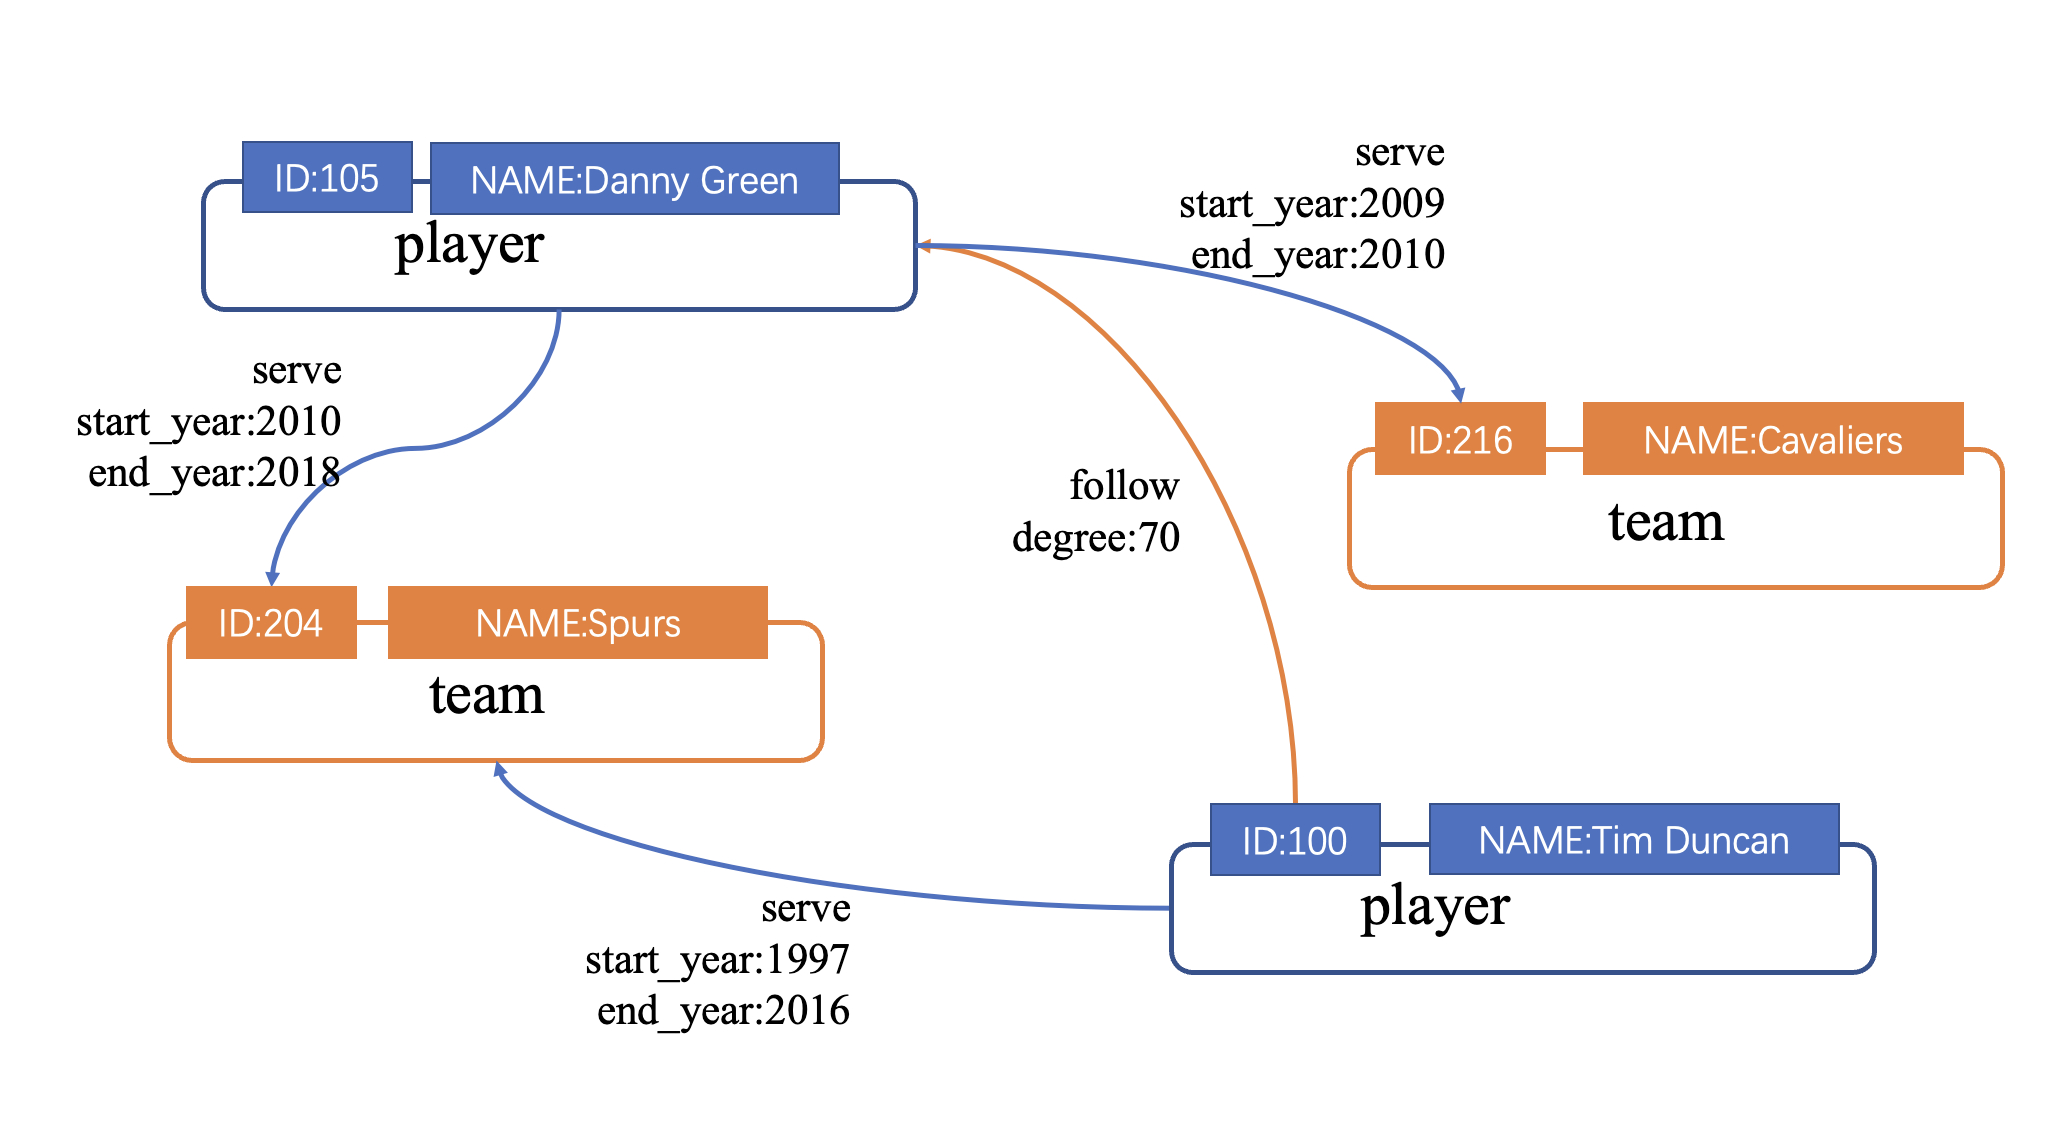 ID:105
NAME:Danny Green
player
serve
start_year:2009
end_year:2010
serve
start_year:2010
end_year:2018
ID:216
NAME:Cavaliers
team
follow
degree:70
ID:204
NAME:Spurs
team
ID:100
NAME:Tim Duncan
player
serve
start_year:1997
end_year:2016